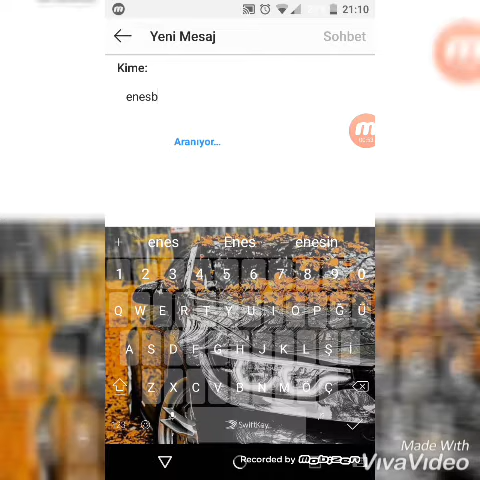 21:10
Yeni Mesaj Sohbet
Kime:
enesb
Aranıyor...
enes Enes enesin
1 2 3 4 5 6 7 8 9 0
Q W E R T Y U I O P Ğ Ü
A S D F G H J K L Ş İ
Z X C V B N M Ö Ç
SwiftKey
Recorded by
Made With
VivaVideo